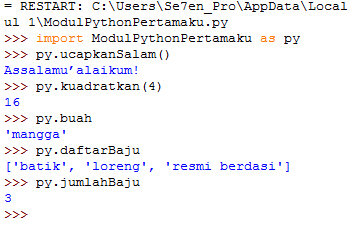 = RESTART: C:\Users\Se7en_Pro\AppData\Local
ul 1\ModulPythonPertamaku.py
>>> import ModulPythonPertamaku as py
>>> py.ucapkanSalam()
Assalamu’alaikum!
>>> py.kuadratkan(4)
16
>>> py.buah
'mangga'
>>> py.daftarBaju
['batik', 'loreng', 'resmi berdasi']
>>> py.jumlahBaju
3
>>>